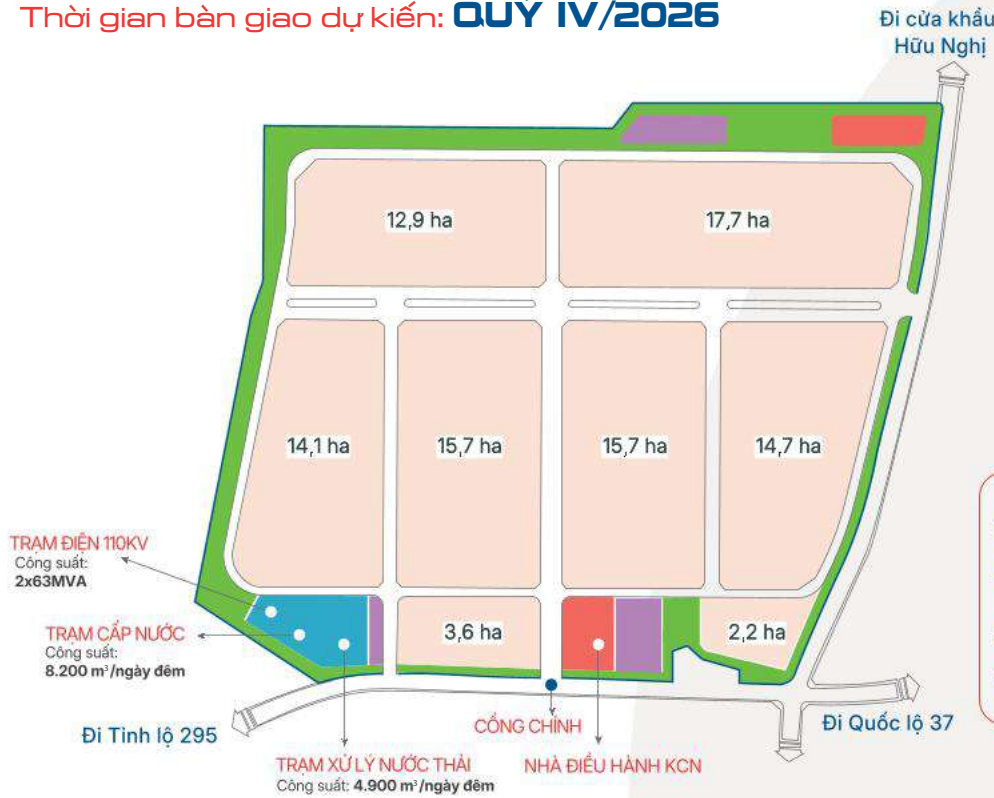 Thời gian bàn giao dự kiến: QUÝ IV/2026
Đi cửa khẩu
Hữu Nghị
12,9 ha
17,7 ha
14,1 ha
15,7 ha
15,7 ha
14,7 ha
TRẠM ĐIỆN 110KV
Công suất:
2x63MVA
TRẠM CẤP NƯỚC
Công suất:
8.200 m³/ngày đêm
3,6 ha
2,2 ha
Đi Tỉnh lộ 295
CỔNG CHÍNH
Đi Quốc lộ 37
TRẠM XỬ LÝ NƯỚC THẢI
Công suất: 4.900 m³/ngày đêm
NHÀ ĐIỀU HÀNH KCN